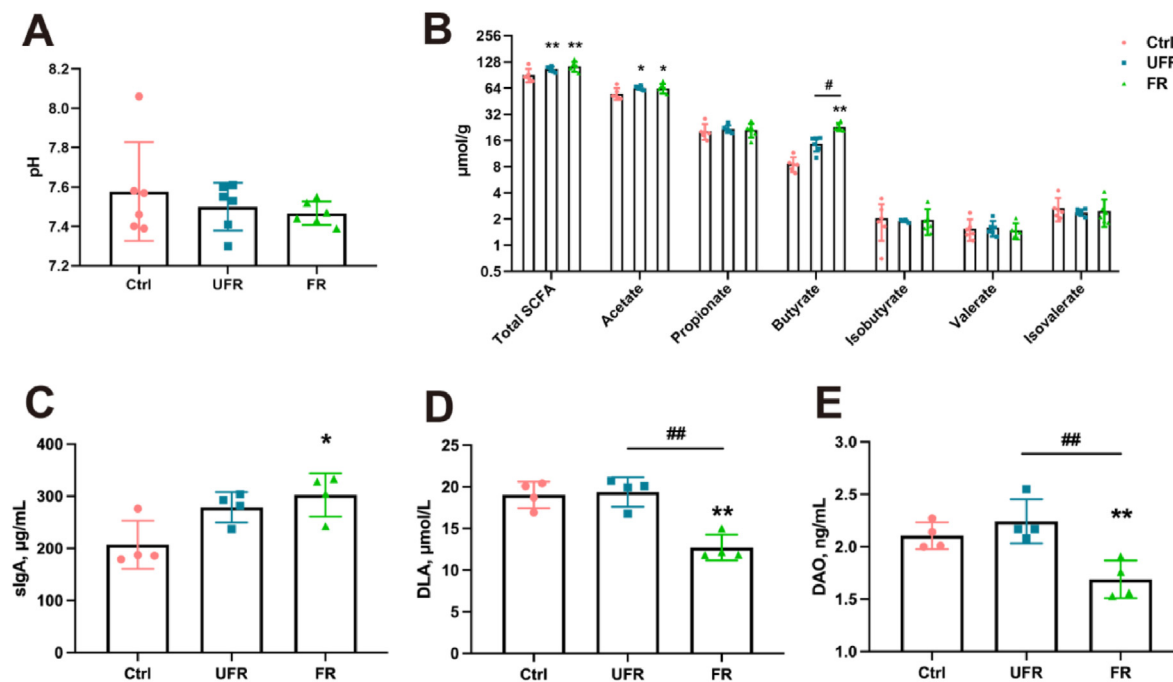 A
pH
8.2
8.0
7.8
7.6
7.4
7.2
Ctrl UFR FR
B
μmol/g
256
128
64
32
16
8
4
2
1
0.5
** **
* *
#
**
Ctrl
UFR
FR
Total SCFA Acetate Propionate Butyrate Isobutyrate Valerate Isovalerate
C
sIgA, μg/mL
400
300
200
100
0
*
Ctrl UFR FR
D
DLA, μmol/L
25
20
15
10
5
0
##
**
Ctrl UFR FR
E
DAO, ng/mL
3.0
2.5
2.0
1.5
1.0
##
**
Ctrl UFR FR